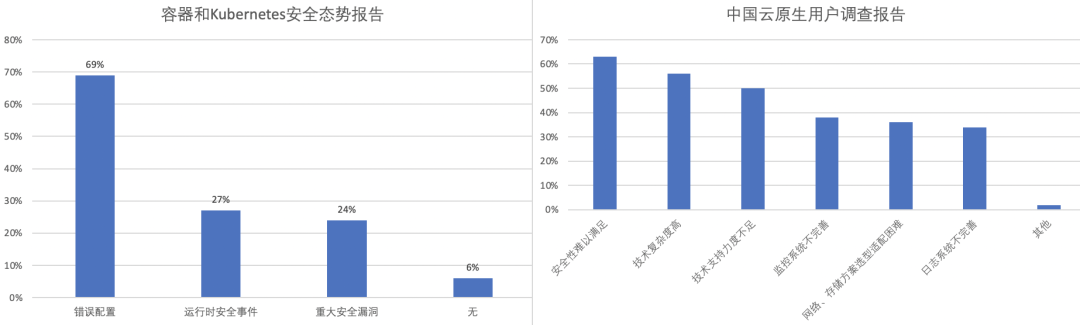 容器和Kubernetes安全态势报告
80%
70%
60%
50%
40%
30%
20%
10%
0%
69%
27%
24%
6%
错误配置
运行时安全事件
重大安全漏洞
无
中国云原生用户调查报告
70%
60%
50%
40%
30%
20%
10%
0%
安全性难以满足
技术复杂度高
技术支持力度不足
监控系统不完善
网络、存储方案选型适配困难
日志系统不完善
其他